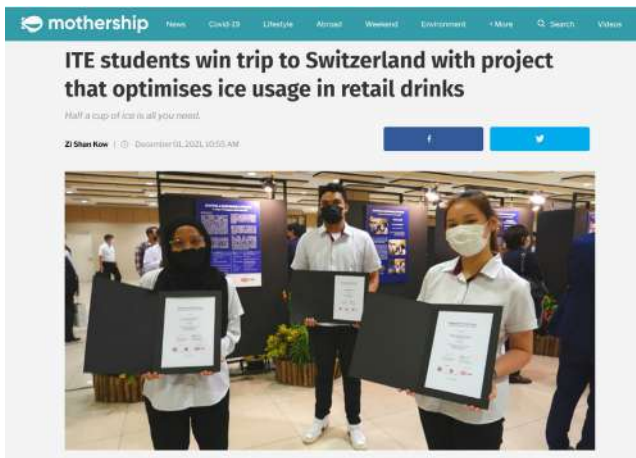 mothership
News Covid-19 Lifestyle Abroad Weekend Environment +More Search Videos
ITE students win trip to Switzerland with project
that optimises ice usage in retail drinks
Half a cup of ice is all you need.
Zi Shan Kow | December 01, 2021, 10:55 AM